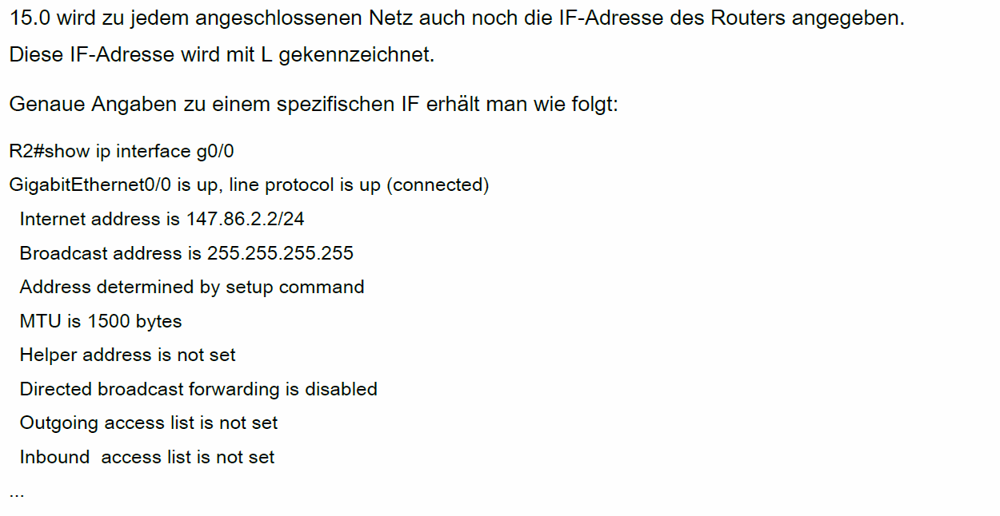 15.0 wird zu jedem angeschlossenen Netz auch noch die IF-Adresse des Routers angegeben.
Diese IF-Adresse wird mit L gekennzeichnet.
Genaue Angaben zu einem spezifischen IF erhält man wie folgt:
R2#show ip interface g0/0
GigabitEthernet0/0 is up, line protocol is up (connected)
Internet address is 147.86.2.2/24
Broadcast address is 255.255.255.255
Address determined by setup command
MTU is 1500 bytes
Helper address is not set
Directed broadcast forwarding is disabled
Outgoing access list is not set
Inbound  access list is not set
...